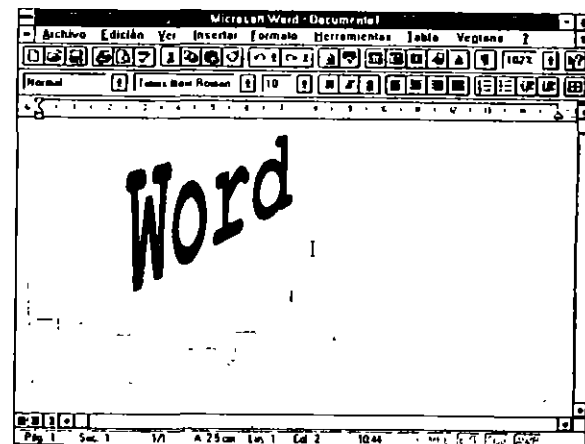 Microsoft Word - Documento1
Archivo Edición Ver Insertar Formato Herramientas Tabla Ventana ?
102%
Normal Times New Roman 10 N
Word
Pág. 1 Sec. 1 1/1 A 2.5cm Lín. 1 Col. 2 10:44